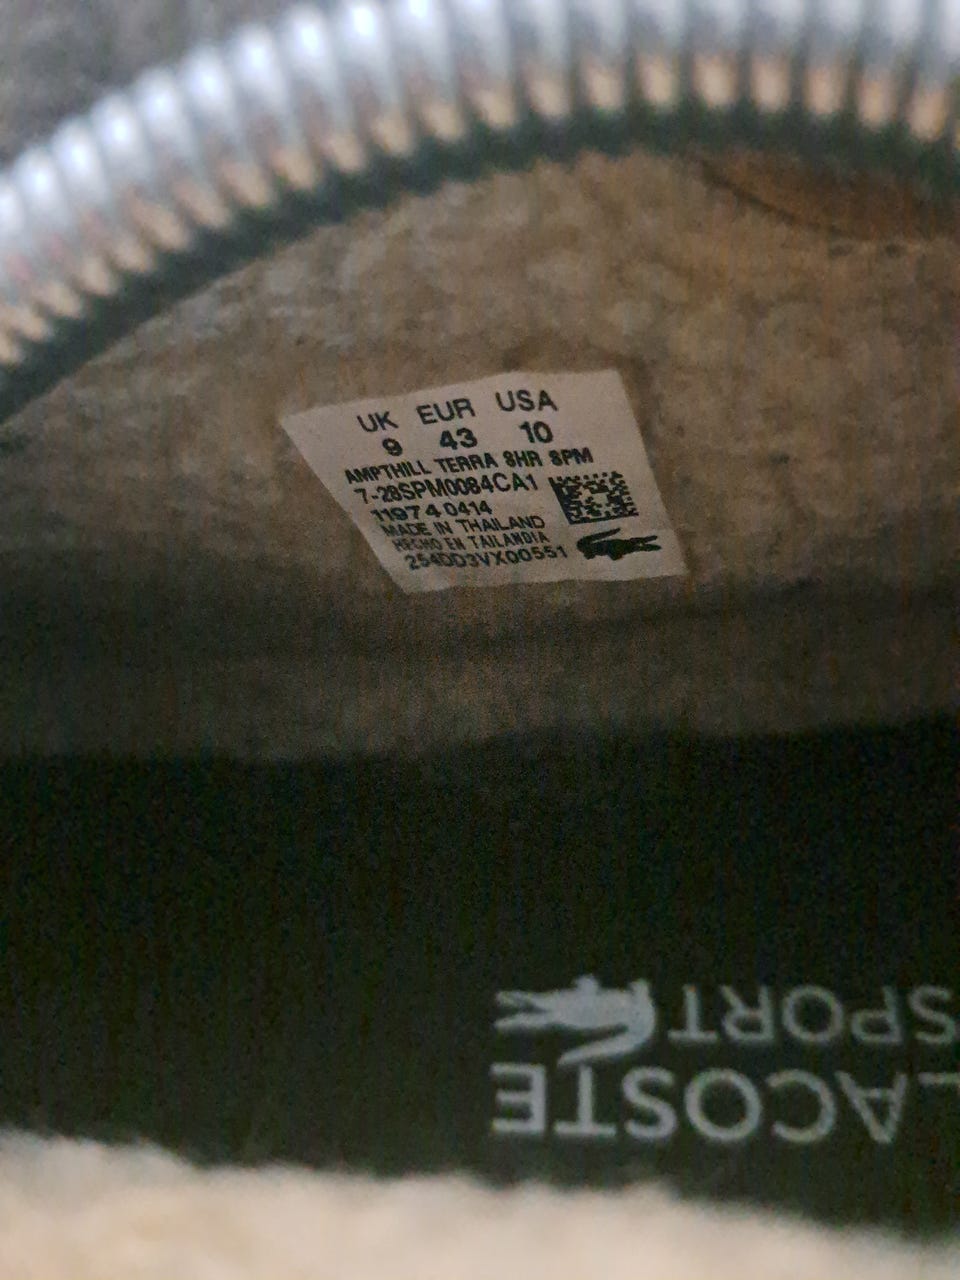 UK EUR USA
9 43 10
AMPTHILL TERRA SHR SPM
7-28SPM0084CA1
11974 0414
MADE IN THAILAND
HECHO EN TAILANDIA
254DD3VX00551
LACOSTE
SPORT